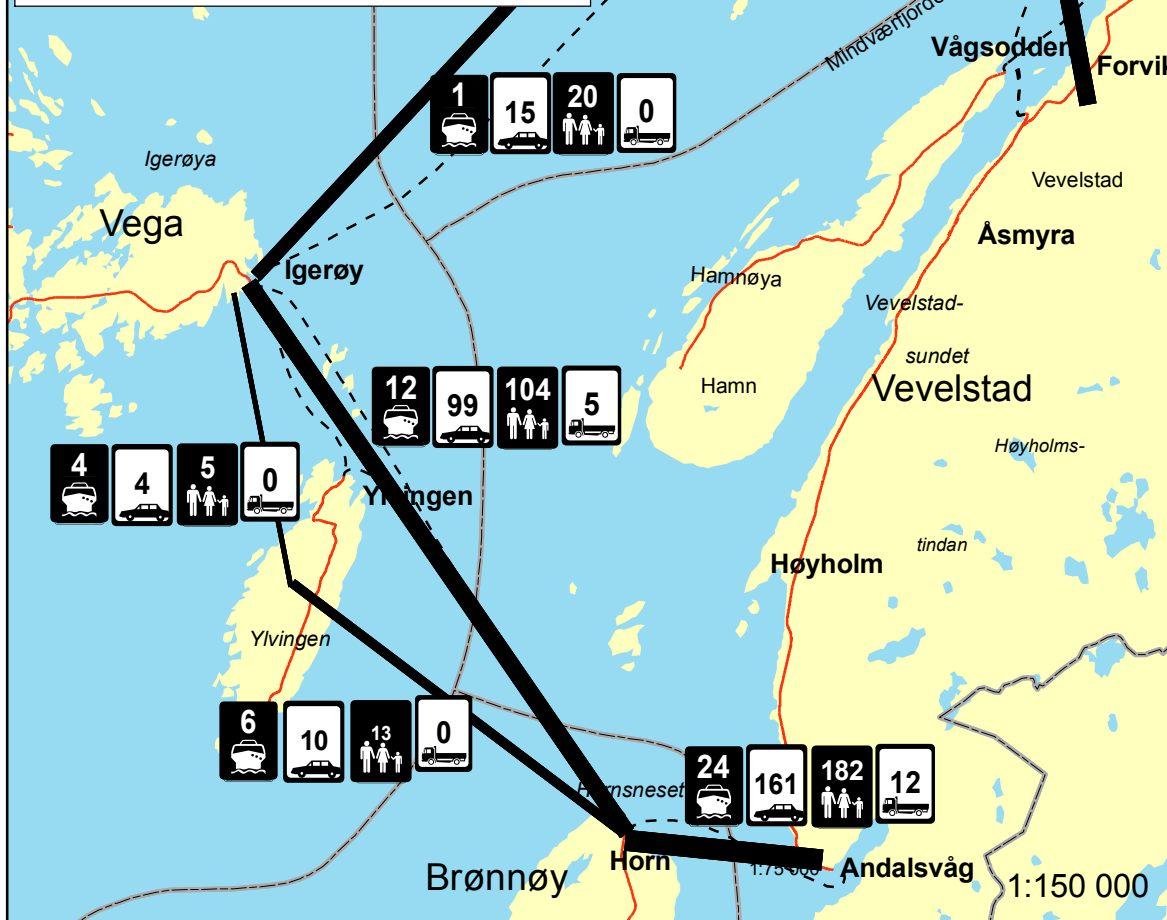 Mindværfjorde
Vågsodden
Forvik
1 15 20 0
Igerøya
Vevelstad
Vega
Åsmyra
Igerøy
Hamnøya
Vevelstad-
sundet
Hamn
Vevelstad
12 99 104 5
Høyholms-
4 4 5 0
Ylvingen
tindan
Høyholm
Ylvingen
6 10 13 0
24 161 182 12
Hornsneset
Horn
1:75 000
Andalsvåg
Brønnøy
1:150 000